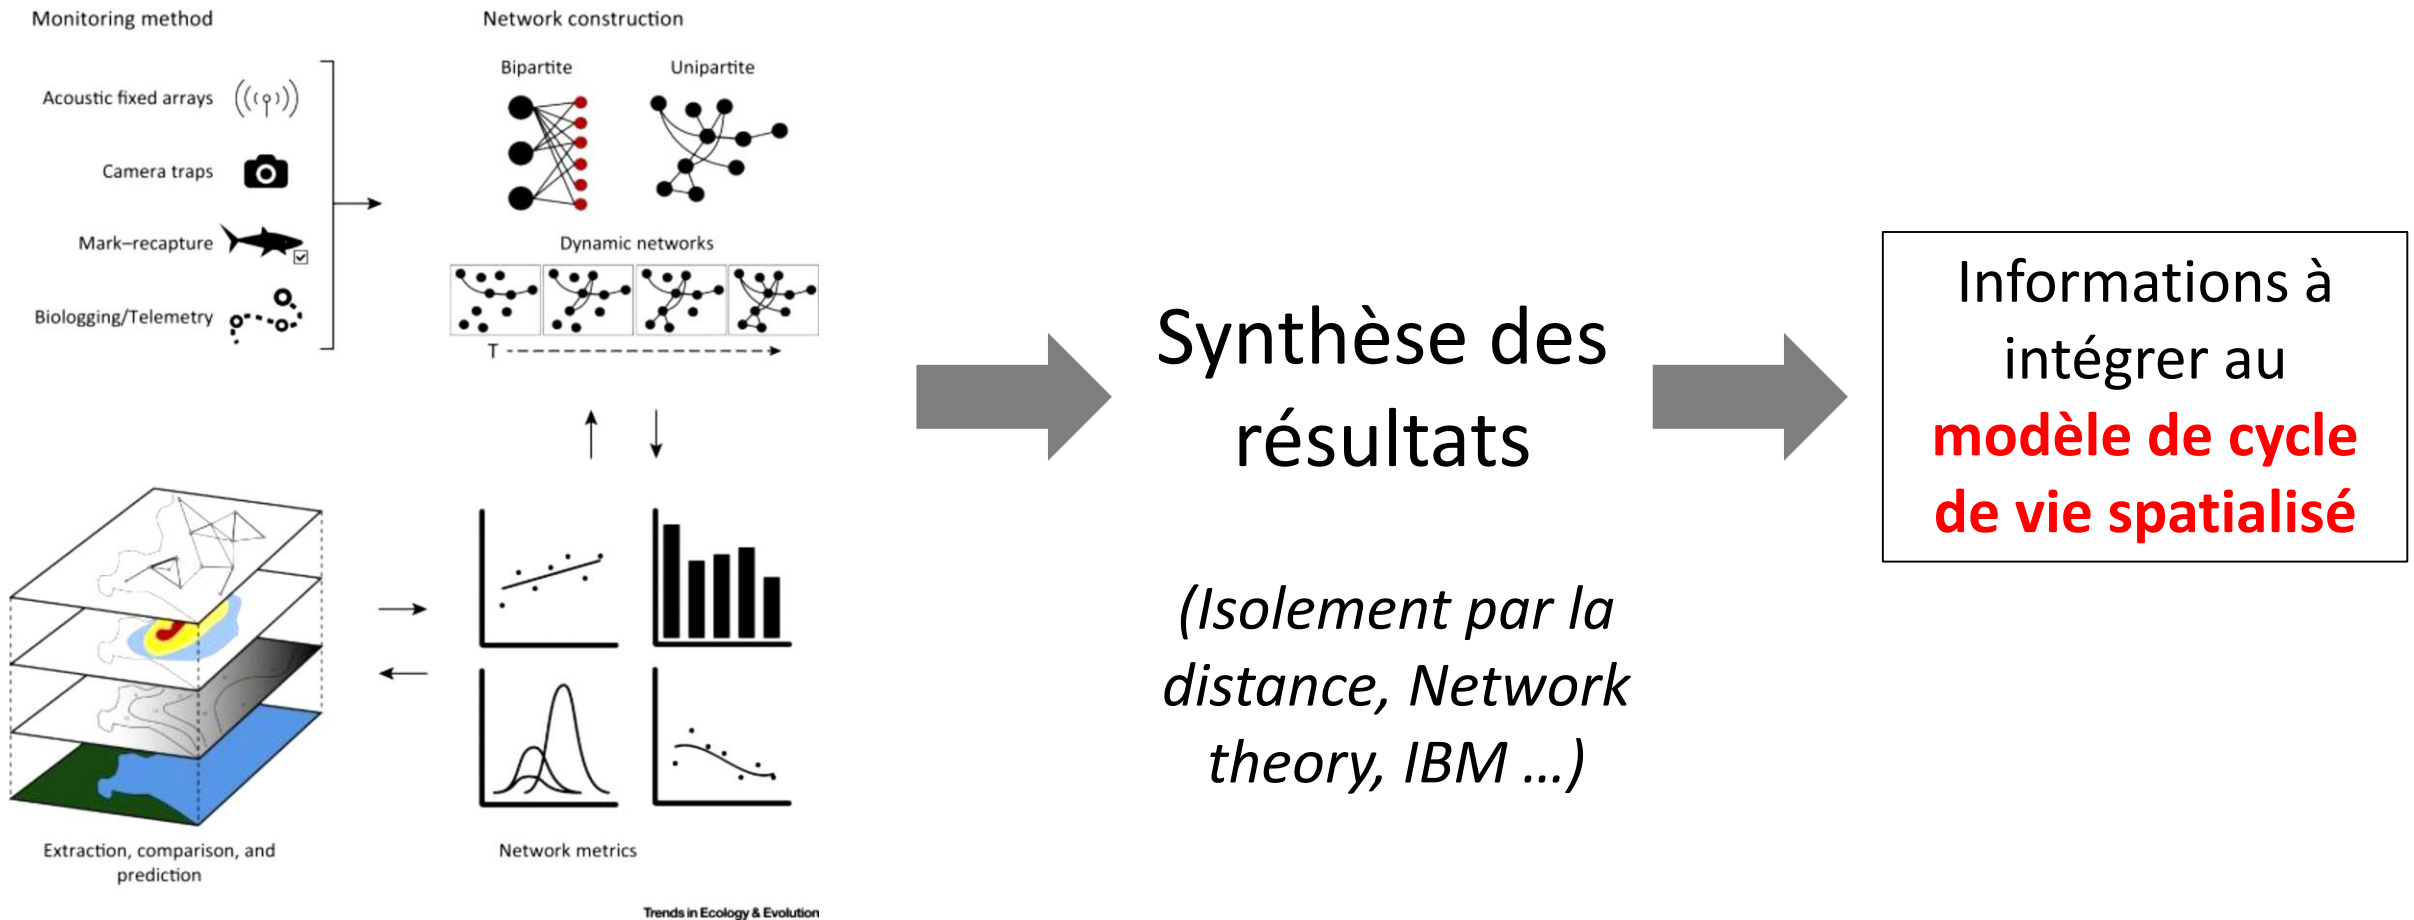 Monitoring method
Acoustic fixed arrays
Camera traps
Mark–recapture
Biologging/Telemetry
Network construction
Bipartite
Unipartite
Dynamic networks
T
Extraction, comparison, and
prediction
Network metrics
Trends in Ecology & Evolution
Synthèse des
résultats
(Isolement par la
distance, Network
theory, IBM ...)
Informations à
intégrer au
modèle de cycle
de vie spatialisé